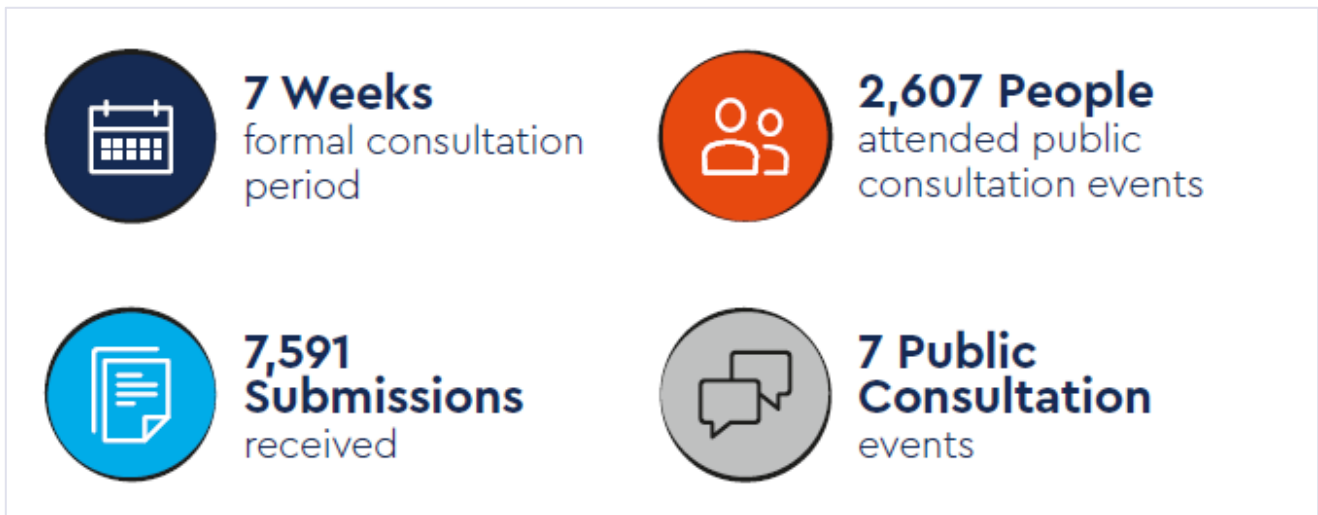 7 Weeks
formal consultation
period
2,607 People
attended public
consultation events
7,591
Submissions
received
7 Public
Consultation
events